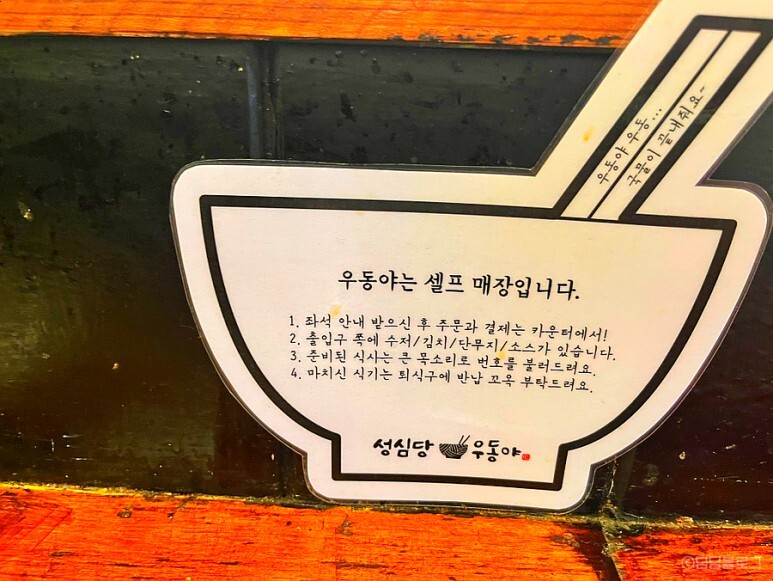 우동야 우동...
국물이 끝내줘요~
우동야는 셀프 매장입니다.
1. 좌석 안내 받으신 후 주문과 결제는 카운터에서!
2. 출입구 쪽에 수저/김치/단무지/소스가 있습니다.
3. 준비된 식사는 큰 목소리로 번호를 불러드려요.
4. 마치신 식기는 퇴식구에 반납 꼬옥 부탁드려요.
성심당 우동야